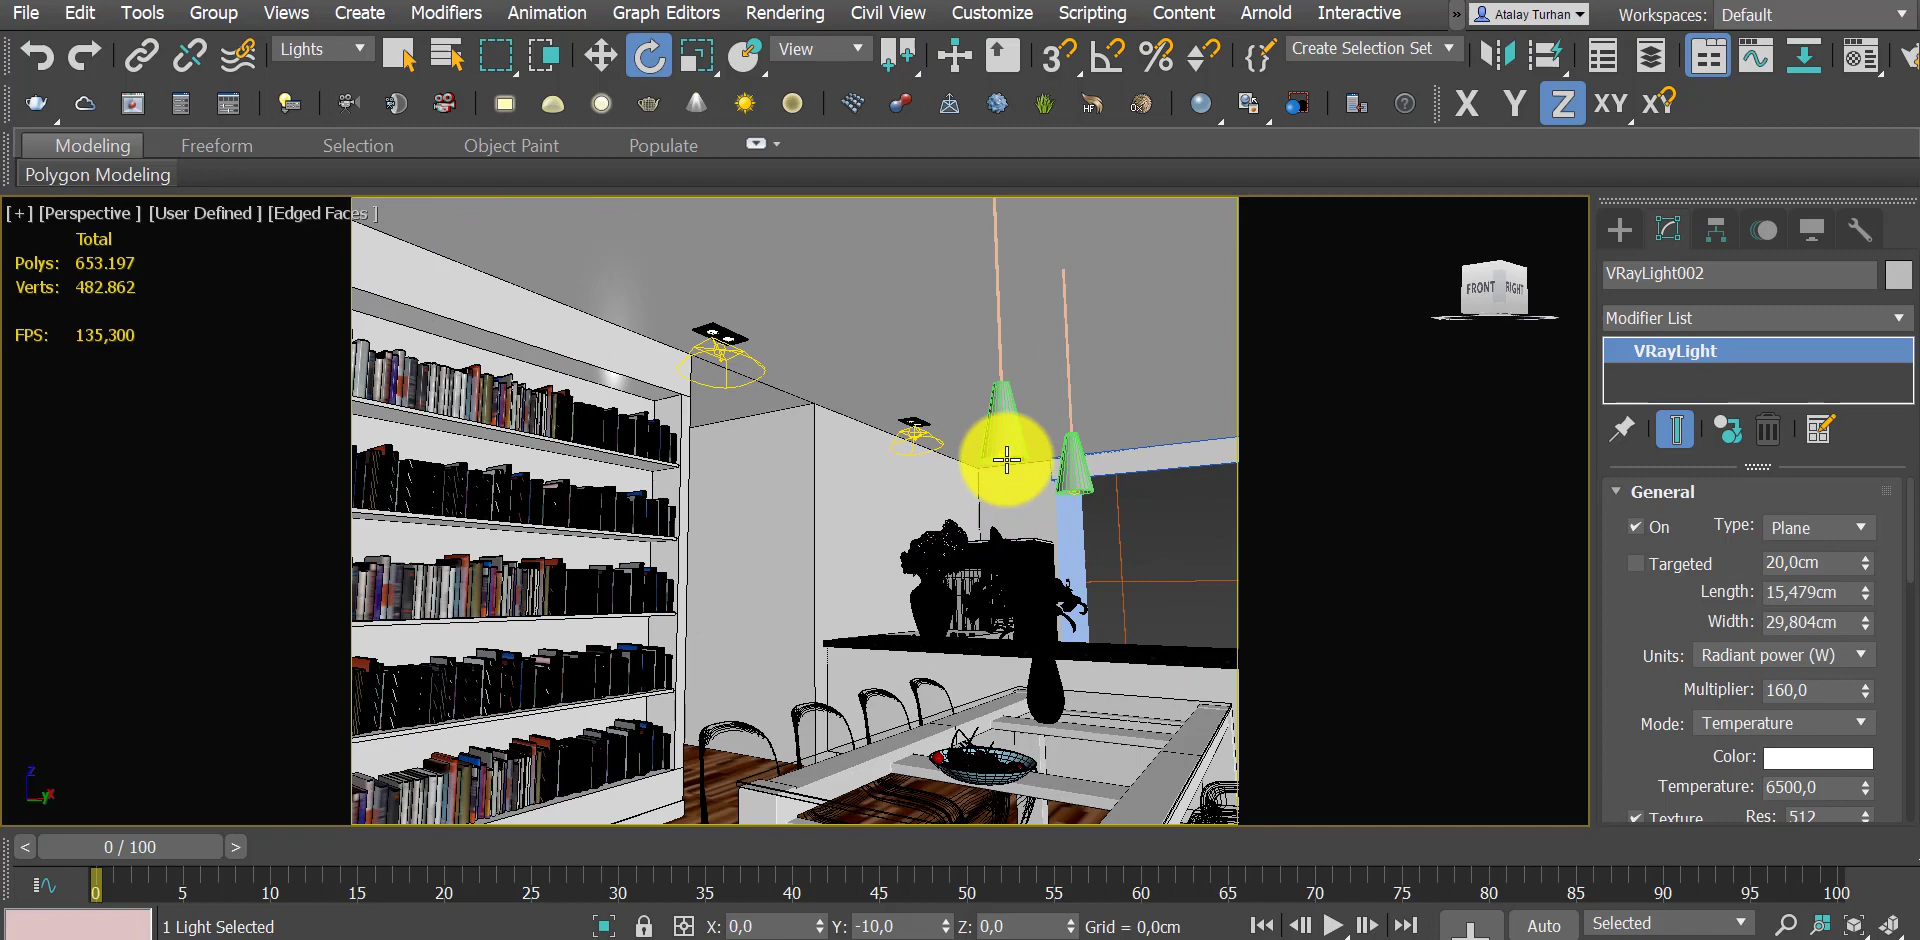 File Edit Tools Group Views Create Modifiers Animation Graph Editors Rendering Civil View Customize Scripting Content Arnold Interactive » Atalay Turhan Workspaces: Default
Lights View 3 % Create Selection Set
HF ? X Y Z XY XY
Modeling Freeform Selection Object Paint Populate
Polygon Modeling
[+] [Perspective ] [User Defined ] [Edged Faces ]
Total
Polys: 653.197
Verts: 482.862
FPS: 135,300
FRONT RIGHT
VRayLight002
Modifier List
VRayLight
General
On Type: Plane
Targeted 20,0cm
Length: 15,479cm
Width: 29,804cm
Units: Radiant power (W)
Multiplier: 160,0
Mode: Temperature
Color:
Temperature: 6500,0
Texture Res: 512
z
x
y
< 0 / 100 >
0 5 10 15 20 25 30 35 40 45 50 55 60 65 70 75 80 85 90 95 100
1 Light Selected X: 0,0 Y: -10,0 Z: 0,0 Grid = 0,0cm Auto Selected